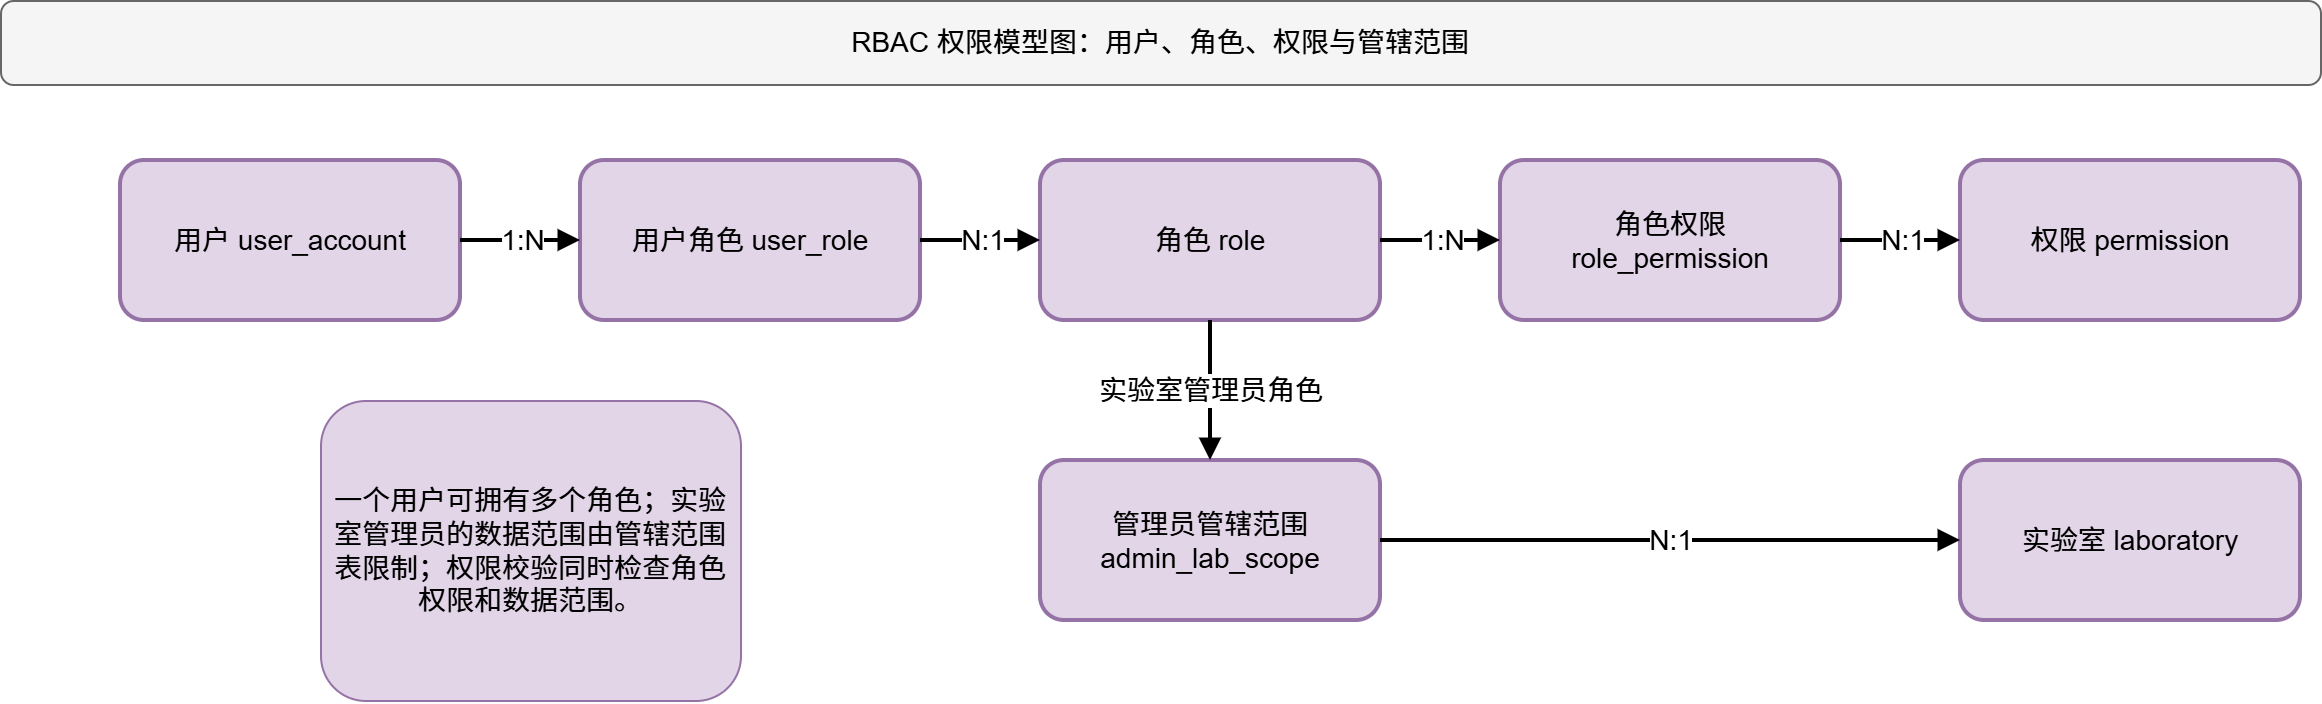 RBAC 权限模型图：用户、角色、权限与管辖范围
用户 user_account
1:N
用户角色 user_role
N:1
角色 role
1:N
角色权限
role_permission
N:1
权限 permission
实验室管理员角色
一个用户可拥有多个角色；实验
室管理员的数据范围由管辖范围
表限制；权限校验同时检查角色
权限和数据范围。
管理员管辖范围
admin_lab_scope
N:1
实验室 laboratory